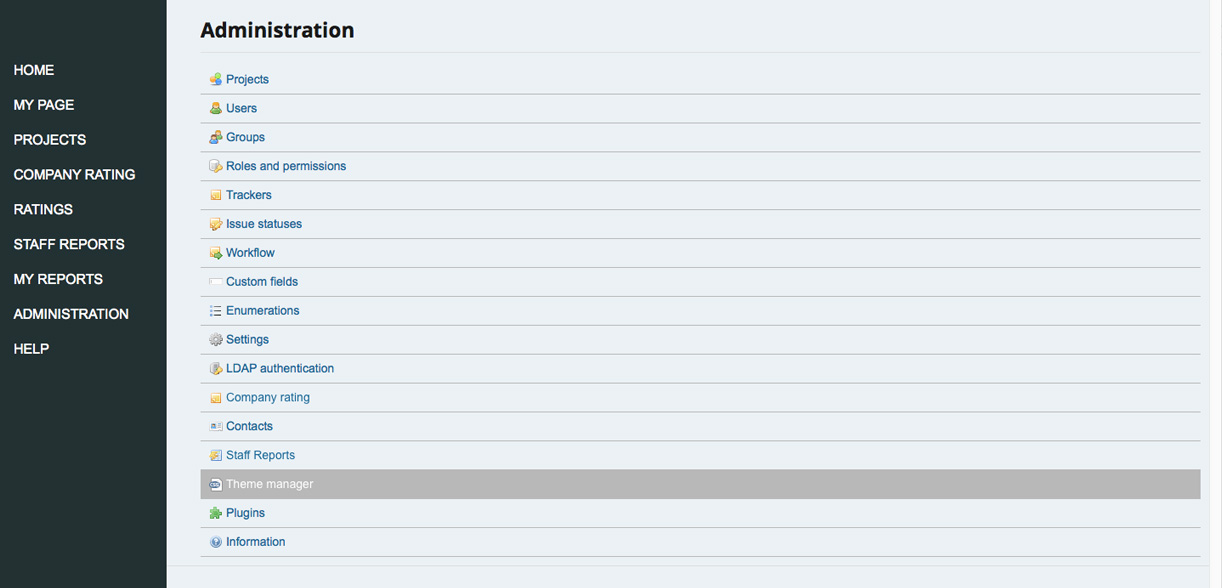 Administration
HOME
MY PAGE
PROJECTS
COMPANY RATING
RATINGS
STAFF REPORTS
MY REPORTS
ADMINISTRATION
HELP
Projects
Users
Groups
Roles and permissions
Trackers
Issue statuses
Workflow
Custom fields
Enumerations
Settings
LDAP authentication
Company rating
Contacts
Staff Reports
Theme manager
Plugins
Information